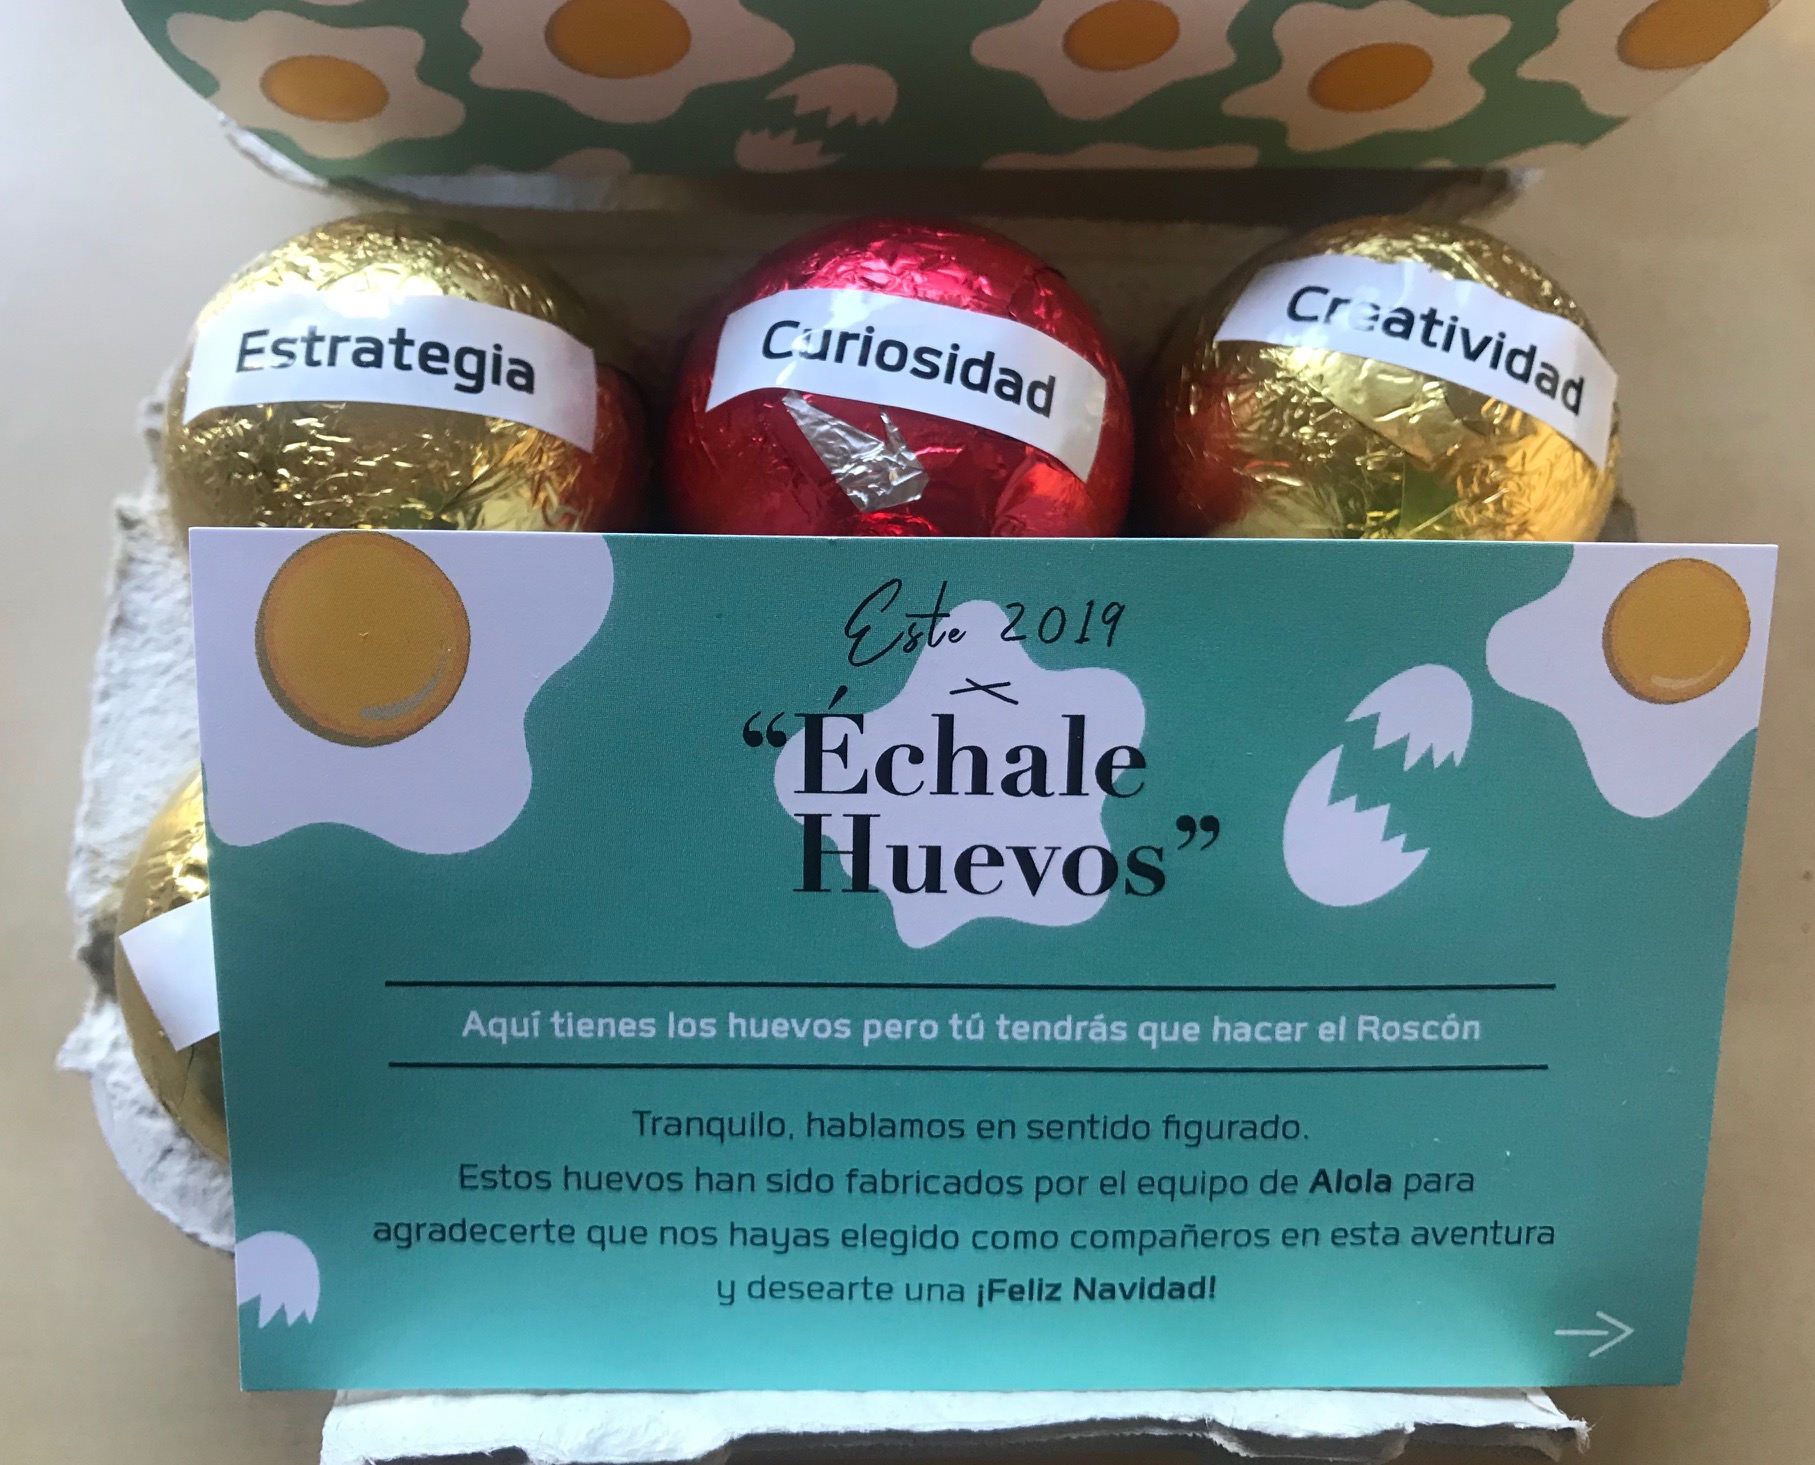 Estrategia
Curiosidad
Creatividad
Este 2019
“Échale
Huevos”
Aquí tienes los huevos pero tú tendrás que hacer el Roscón
Tranquilo, hablamos en sentido figurado.
Estos huevos han sido fabricados por el equipo de Alola para
agradecerte que nos hayas elegido como compañeros en esta aventura
y desearte una ¡Feliz Navidad!